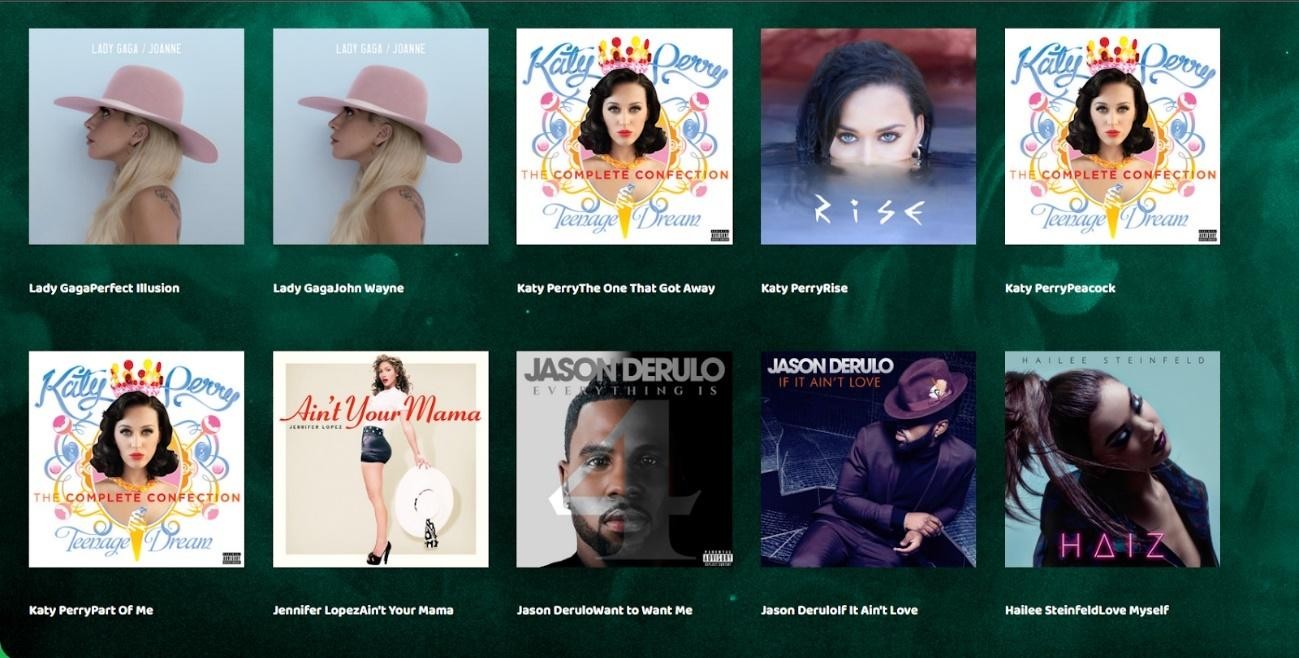 LADY GAGA / JOANNE
LADY GAGA / JOANNE
Katy Perry
THE COMPLETE CONFECTION
Teenage Dream
RiSE
Katy Perry
THE COMPLETE CONFECTION
Teenage Dream
Lady GagaPerfect Illusion
Lady GagaJohn Wayne
Katy PerryThe One That Got Away
Katy PerryRise
Katy PerryPeacock
Katy Perry
THE COMPLETE CONFECTION
Teenage Dream
Ain't Your Mama
JENNIFER LOPEZ
JASON DERULO
EVERYTHING IS
4
PARENTAL
ADVISORY
EXPLICIT CONTENT
JASON DERULO
IF IT AIN'T LOVE
HAILEE STEINFELD
HAIZ
Katy PerryPart Of Me
Jennifer LopezAin't Your Mama
Jason DeruloWant to Want Me
Jason DeruloIf It Ain't Love
Hailee SteinfeldLove Myself